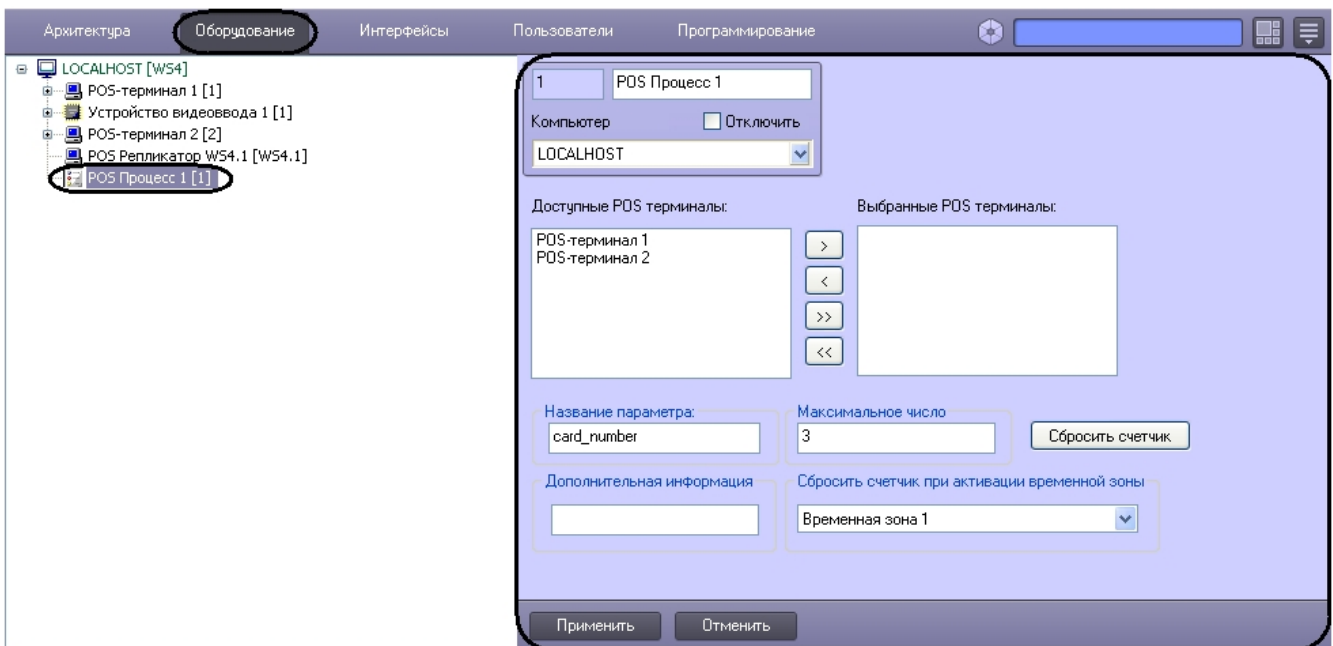 Архитектура Оборудование Интерфейсы Пользователи Программирование
LOCALHOST [WS4]
POS-терминал 1 [1]
Устройство видеоввода 1 [1]
POS-терминал 2 [2]
POS Репликатор WS4.1 [WS4.1]
POS Процесс 1 [1]
1 POS Процесс 1
Компьютер Отключить
LOCALHOST
Доступные POS терминалы: Выбранные POS терминалы:
POS-терминал 1
POS-терминал 2
>
<
>>
<<
Название параметра: Максимальное число
card_number 3 Сбросить счетчик
Дополнительная информация Сбросить счетчик при активации временной зоны
Временная зона 1
Применить Отменить